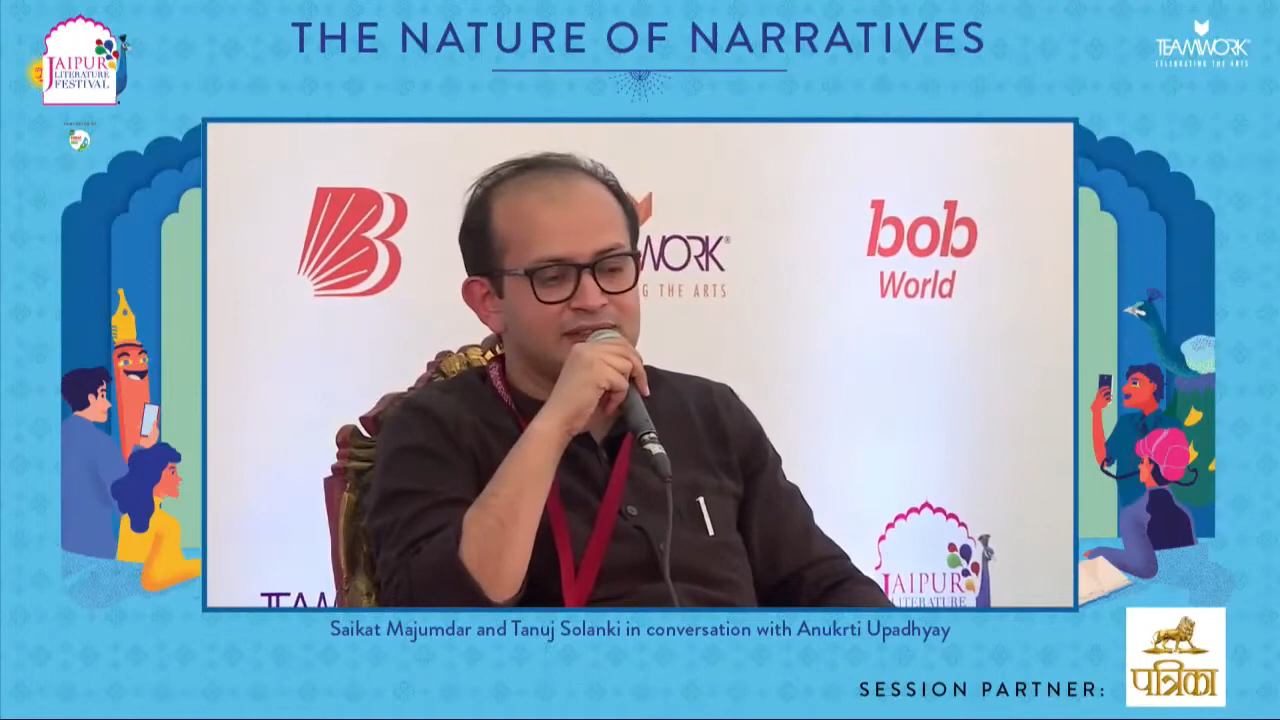 THE NATURE OF NARRATIVES
JAIPUR
LITERATURE
FESTIVAL
TEAMWORK®
CELEBRATING THE ARTS
WORK®
G THE ARTS
bob
World
JAIPUR
LITERATURE
TEAM
Saikat Majumdar and Tanuj Solanki in conversation with Anukrti Upadhyay
SESSION PARTNER:
पत्रिका